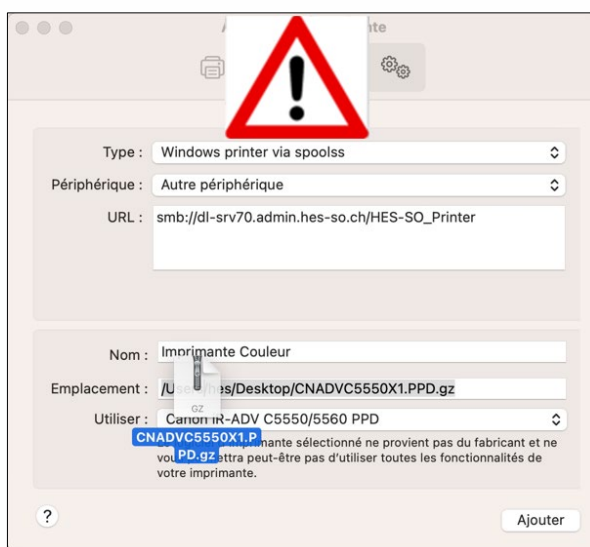 Type :
Windows printer via spoolss
Périphérique :
Autre périphérique
URL :
smb://dl-srv70.admin.hes-so.ch/HES-SO_Printer
Nom :
Imprimante Couleur
Emplacement :
/Users/hes/Desktop/CNADVC5550X1.PPD.gz
Utiliser :
Canon iR-ADV C5550/5560 PPD
GZ
CNADVC5550X1.P
PD.gz
imprimante sélectionné ne provient pas du fabricant et ne
peut-être pas d’utiliser toutes les fonctionnalités de
votre imprimante.
?
Ajouter